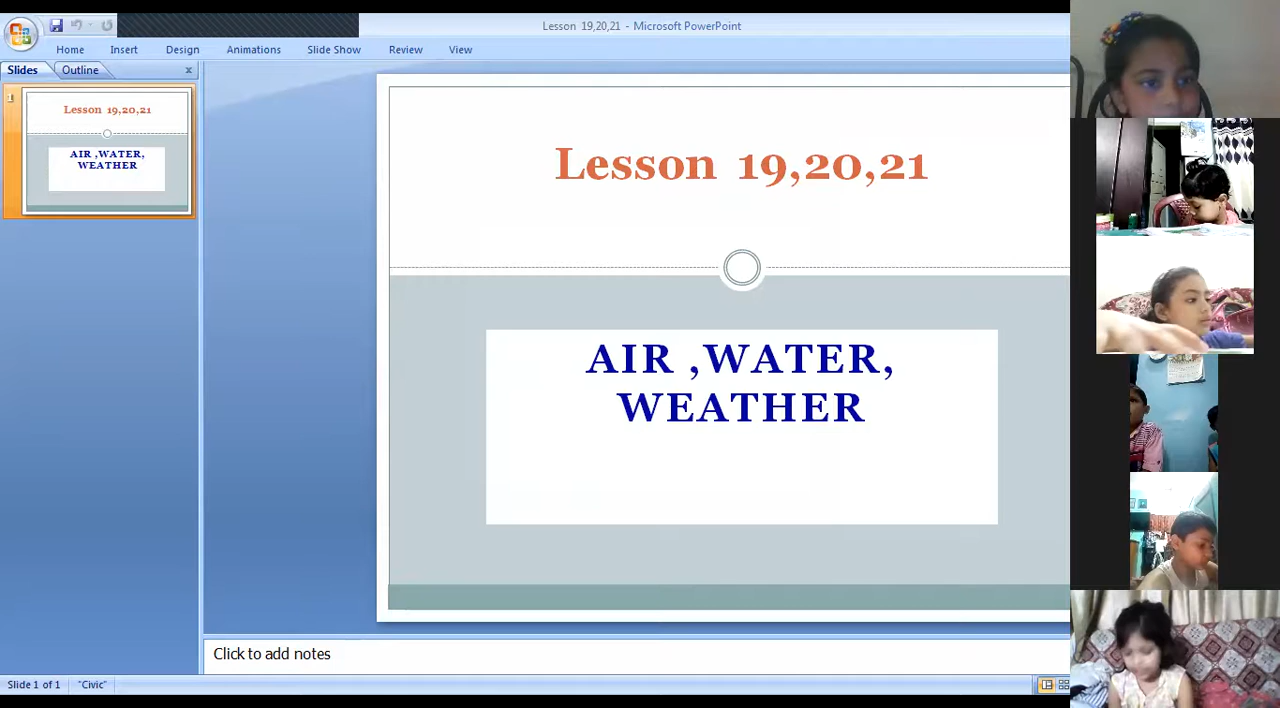 Lesson 19,20,21 - Microsoft PowerPoint
Home Insert Design Animations Slide Show Review View
Slides Outline x
1
Lesson 19,20,21
AIR ,WATER,
WEATHER
Lesson 19,20,21
AIR ,WATER,
WEATHER
Click to add notes
Slide 1 of 1 "Civic"